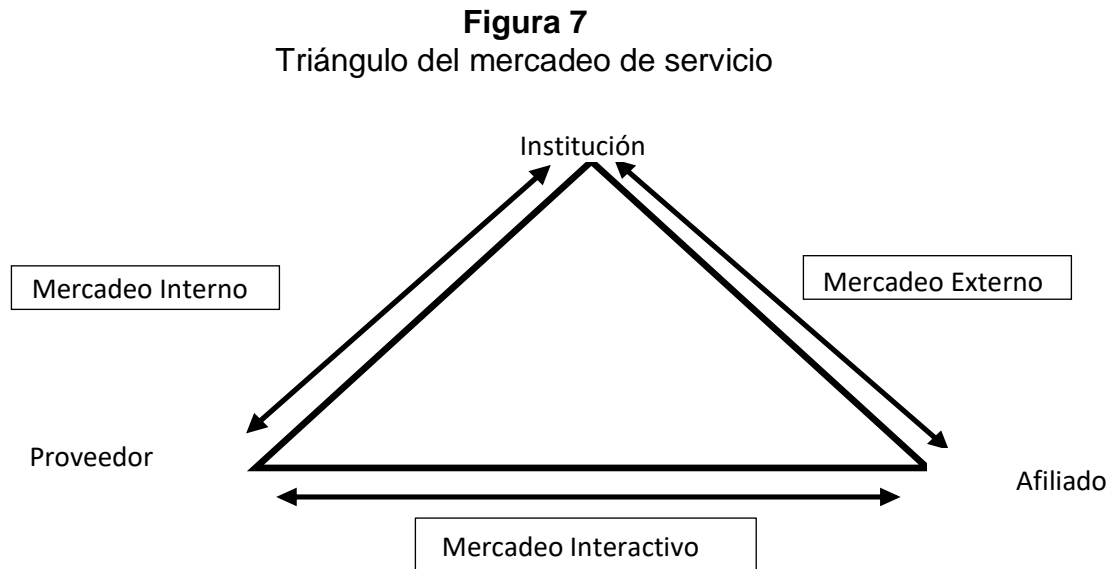 Figura 7
Triángulo del mercadeo de servicio
Institución
Mercadeo Interno
Mercadeo Externo
Proveedor
Afiliado
Mercadeo Interactivo